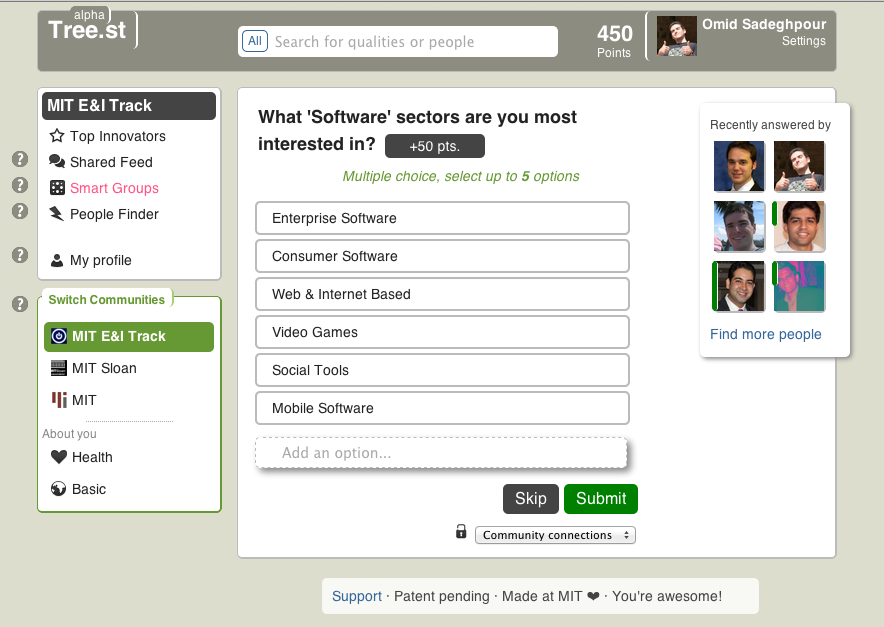 alpha
Tree.st
All
Search for qualities or people
450
Points
Omid Sadeghpour
Settings
MIT E&I Track
Top Innovators
? Shared Feed
? Smart Groups
? People Finder
? My profile
? Switch Communities
MIT E&I Track
MIT Sloan
MIT
About you
Health
Basic
What 'Software' sectors are you most
interested in? +50 pts.
Multiple choice, select up to 5 options
Enterprise Software
Consumer Software
Web & Internet Based
Video Games
Social Tools
Mobile Software
Add an option...
Skip Submit
Community connections
Recently answered by
Find more people
Support · Patent pending · Made at MIT ❤ · You're awesome!